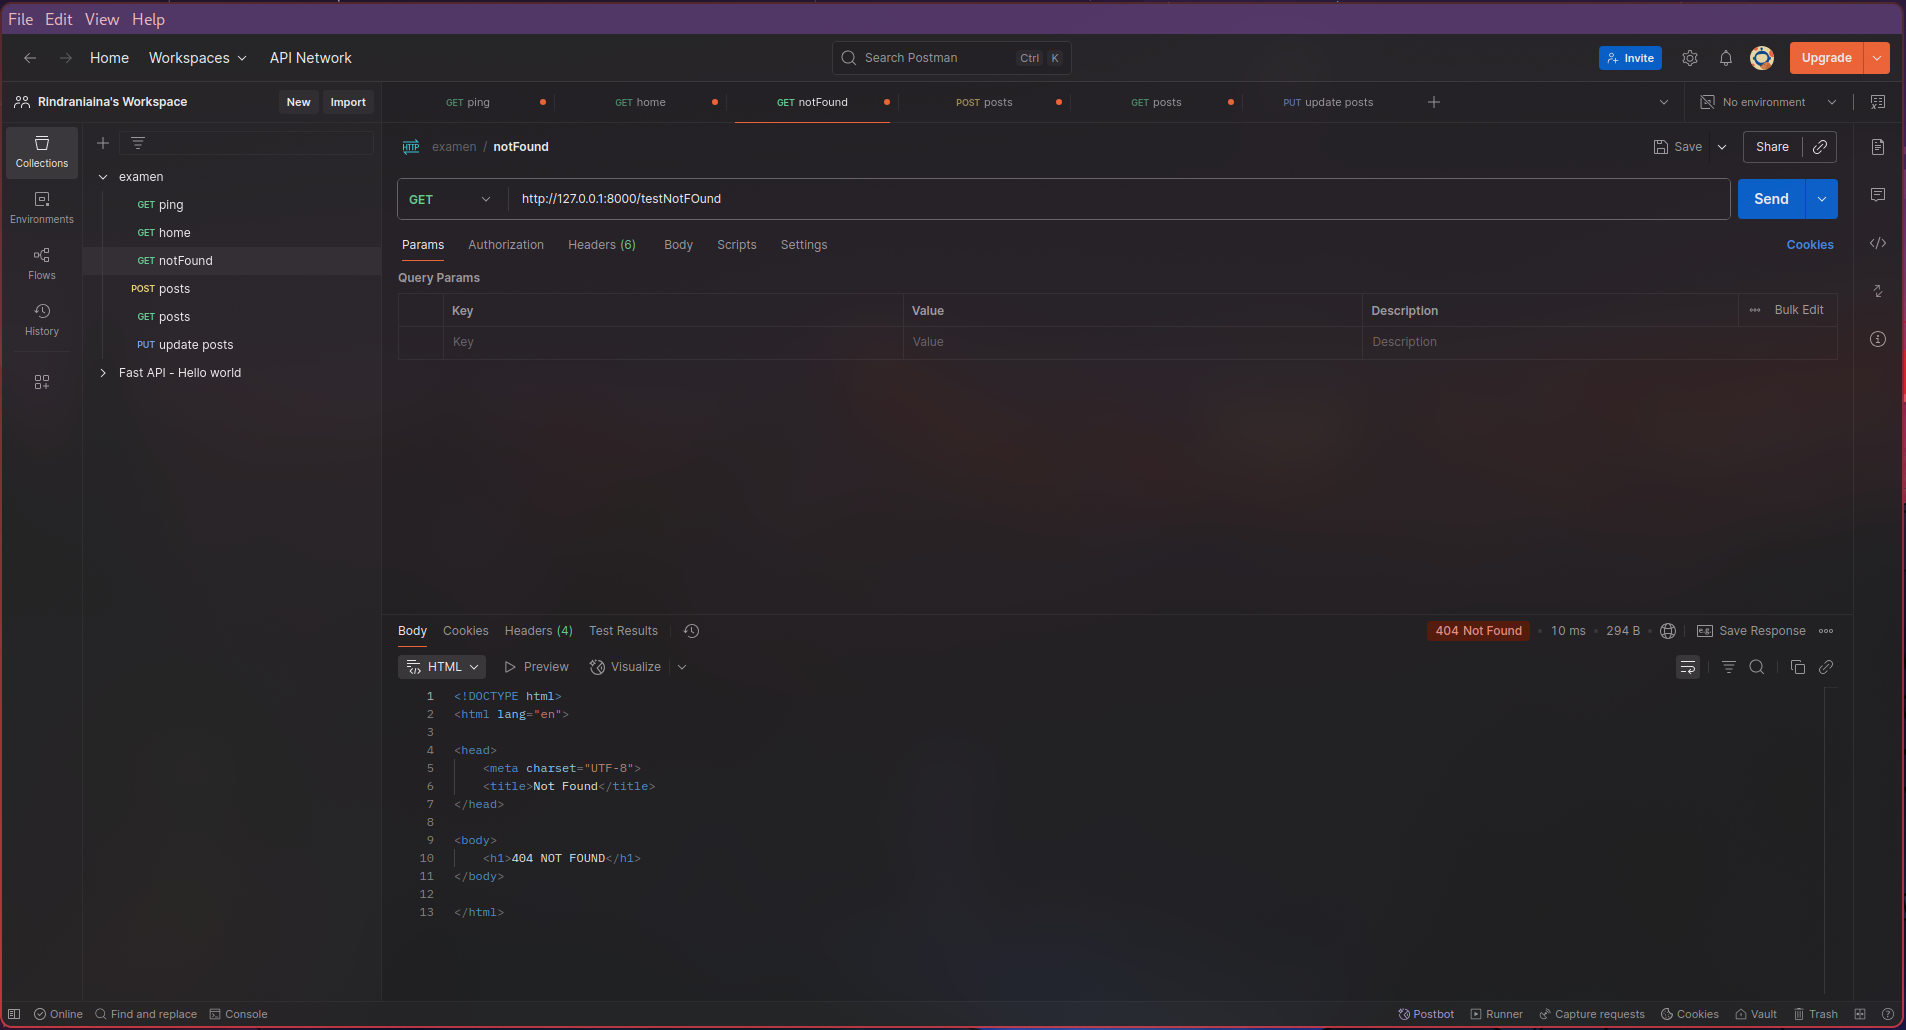 File Edit View Help
Home Workspaces API Network Search Postman Ctrl K Invite Upgrade
Rindraniaina's Workspace New Import
GET ping GET home GET notFound POST posts GET posts PUT update posts No environment
Collections
Environments
Flows
History
examen
GET ping
GET home
GET notFound
POST posts
GET posts
PUT update posts
Fast API - Hello world
HTTP examen / notFound Save Share
GET http://127.0.0.1:8000/testNotFOund Send
Params Authorization Headers (6) Body Scripts Settings Cookies
Query Params
Key Value Description Bulk Edit
Key Value Description
Body Cookies Headers (4) Test Results 404 Not Found 10 ms 294 B e.g. Save Response
HTML Preview Visualize
1 <!DOCTYPE html>
2 <html lang="en">
3
4 <head>
5 <meta charset="UTF-8">
6 <title>Not Found</title>
7 </head>
8
9 <body>
10 <h1>404 NOT FOUND</h1>
11 </body>
12
13 </html>
Online Find and replace Console Postbot Runner Capture requests Cookies Vault Trash